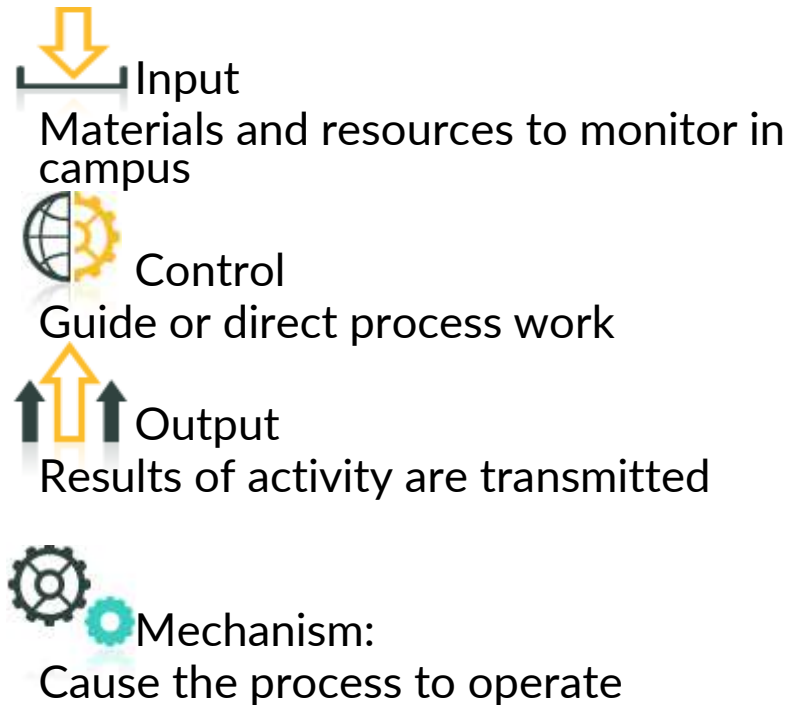 Input
Materials and resources to monitor in
campus
Control
Guide or direct process work
Output
Results of activity are transmitted
Mechanism:
Cause the process to operate